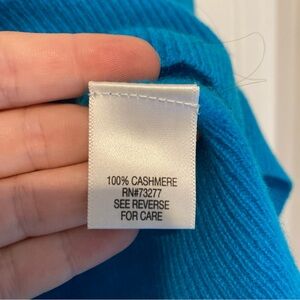 100% CASHMERE
RN#73277
SEE REVERSE
FOR CARE